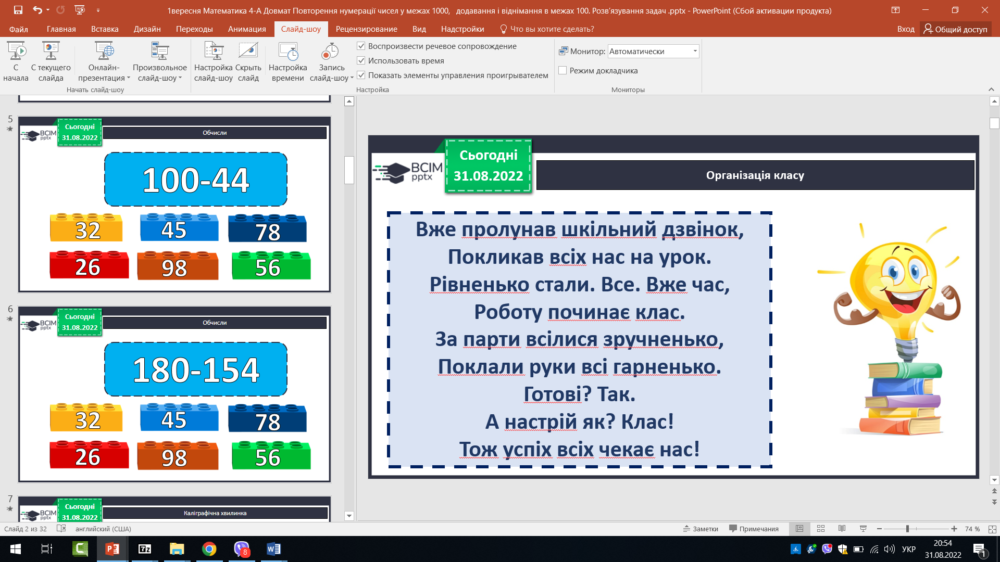 1вересня Математика 4-А Довмат Повторення нумерації чисел у межах 1000,   додавання і віднімання в межах 100. Розв'язування задач .pptx - PowerPoint (Сбой активации продукта)
Файл Главная Вставка Дизайн Переходы Анимация Слайд-шоу Рецензирование Вид Надстройки Что вы хотите сделать? Вход Общий доступ
С начала
С текущего слайда
Онлайн-презентация
Произвольное слайд-шоу
Начать слайд-шоу
Настройка слайд-шоу
Скрыть слайд
Настройка времени
Запись слайд-шоу
Воспроизвести речевое сопровождение
Использовать время
Показать элементы управления проигрывателем
Настройка
Монитор: Автоматически
Режим докладчика
Мониторы
5
ВСІМ
pptx
Сьогодні
31.08.2022
Обчисли
100-44
32 45 78
26 98 56
6
ВСІМ
pptx
Сьогодні
31.08.2022
Обчисли
180-154
32 45 78
26 98 56
7
ВСІМ
pptx
Сьогодні
31.08.2022
Каліграфічна хвилинка
ВСІМ
pptx
Сьогодні
31.08.2022
Організація класу
Вже пролунав шкільний дзвінок,
Покликав всіх нас на урок.
Рівненько стали. Все. Вже час,
Роботу починає клас.
За парти всілися зручненько,
Поклали руки всі гарненько.
Готові? Так.
А настрій як? Клас!
Тож успіх всіх чекає нас!
Слайд 2 из 32 английский (США) Заметки Примечания 74 %
7z 8 УКР 20:54
31.08.2022 1